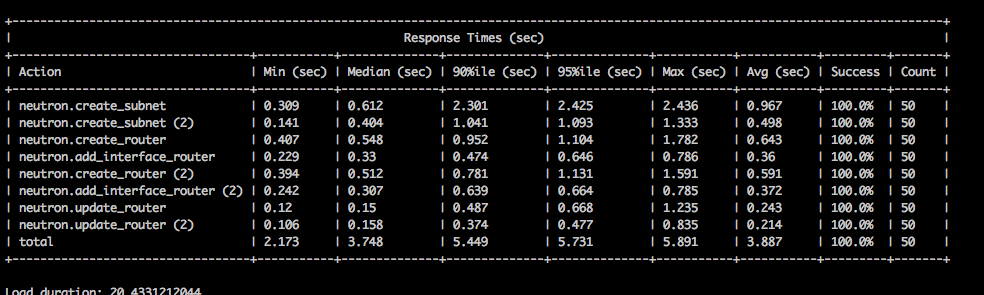 +--------------------------------------------------------------------------------------------------------------------------------+
| Response Times (sec) |
+----------------------------------+-----------+--------------+--------------+--------------+-----------+-----------+---------+-------+
| Action | Min (sec) | Median (sec) | 90%ile (sec) | 95%ile (sec) | Max (sec) | Avg (sec) | Success | Count |
+----------------------------------+-----------+--------------+--------------+--------------+-----------+-----------+---------+-------+
| neutron.create_subnet | 0.309 | 0.612 | 2.301 | 2.425 | 2.436 | 0.967 | 100.0% | 50 |
| neutron.create_subnet (2) | 0.141 | 0.404 | 1.041 | 1.093 | 1.333 | 0.498 | 100.0% | 50 |
| neutron.create_router | 0.407 | 0.548 | 0.952 | 1.104 | 1.782 | 0.643 | 100.0% | 50 |
| neutron.add_interface_router | 0.229 | 0.33 | 0.474 | 0.646 | 0.786 | 0.36 | 100.0% | 50 |
| neutron.create_router (2) | 0.394 | 0.512 | 0.781 | 1.131 | 1.591 | 0.591 | 100.0% | 50 |
| neutron.add_interface_router (2) | 0.242 | 0.307 | 0.639 | 0.664 | 0.785 | 0.372 | 100.0% | 50 |
| neutron.update_router | 0.12 | 0.15 | 0.487 | 0.668 | 1.235 | 0.243 | 100.0% | 50 |
| neutron.update_router (2) | 0.106 | 0.158 | 0.374 | 0.477 | 0.835 | 0.214 | 100.0% | 50 |
| total | 2.173 | 3.748 | 5.449 | 5.731 | 5.891 | 3.887 | 100.0% | 50 |
+----------------------------------+-----------+--------------+--------------+--------------+-----------+-----------+---------+-------+
Load duration: 20.4331212044